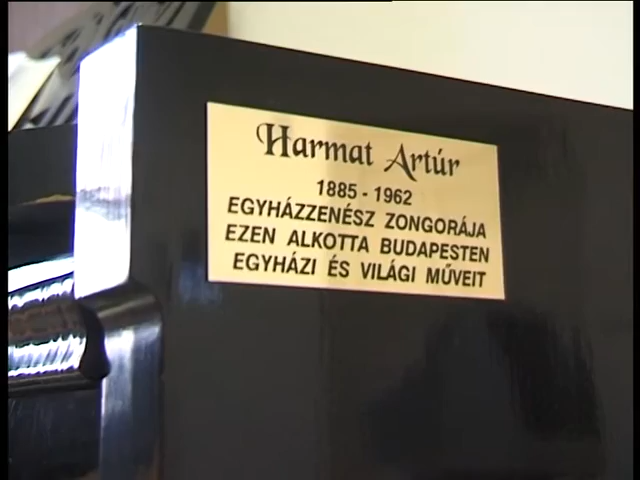 Harmat Artúr
1885 - 1962
EGYHÁZZENÉSZ ZONGORÁJA
EZEN ALKOTTA BUDAPESTEN
EGYHÁZI ÉS VILÁGI MŰVEIT